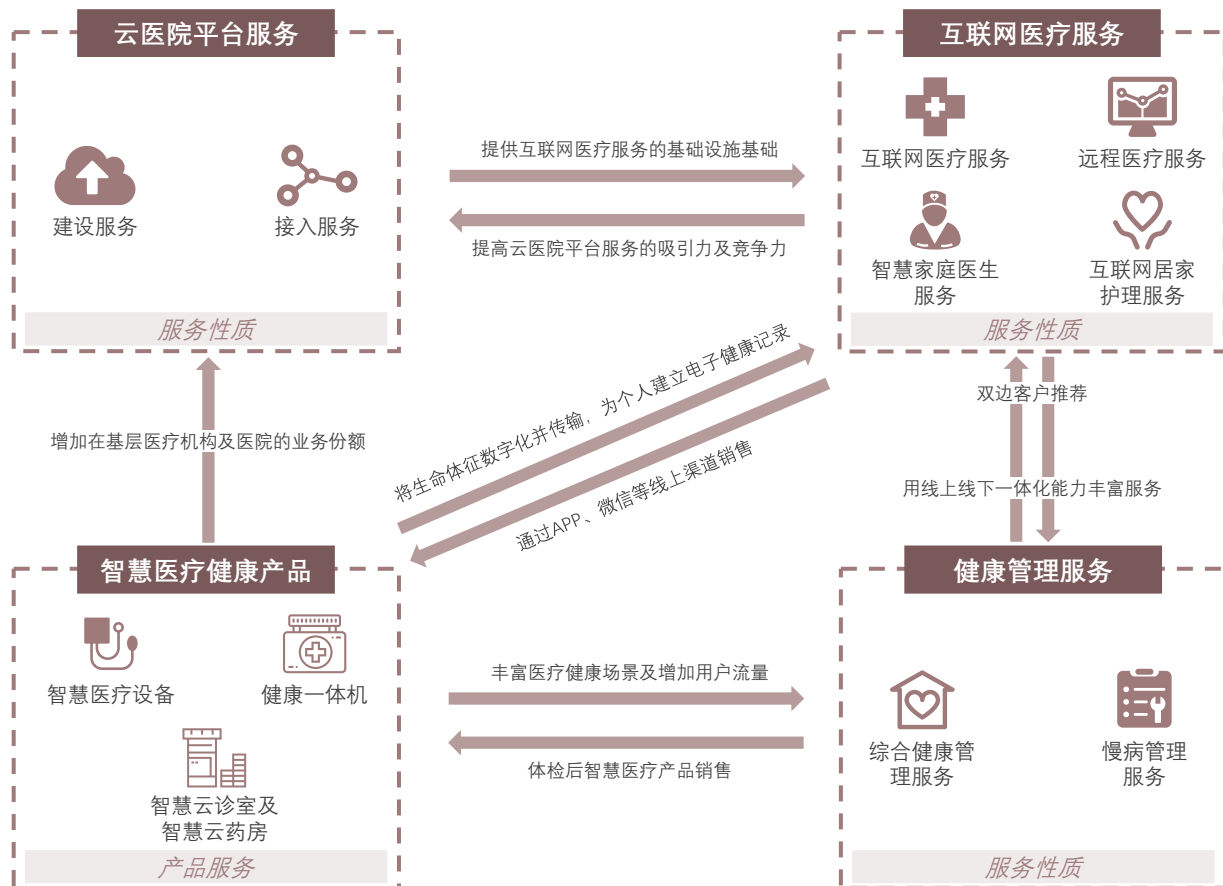 云医院平台服务
建设服务
接入服务
服务性质
提供互联网医疗服务的基础设施基础
提高云医院平台服务的吸引力及竞争力
互联网医疗服务
互联网医疗服务
远程医疗服务
智慧家庭医生
服务
互联网居家
护理服务
服务性质
增加在基层医疗机构及医院的业务份额
将生命体征数字化并传输，为个人建立电子健康记录
通过APP、微信等线上渠道销售
双边客户推荐
用线上线下一体化能力丰富服务
智慧医疗健康产品
智慧医疗设备
健康一体机
智慧云诊室及
智慧云药房
产品服务
丰富医疗健康场景及增加用户流量
体检后智慧医疗产品销售
健康管理服务
综合健康管
理服务
慢病管理
服务
服务性质